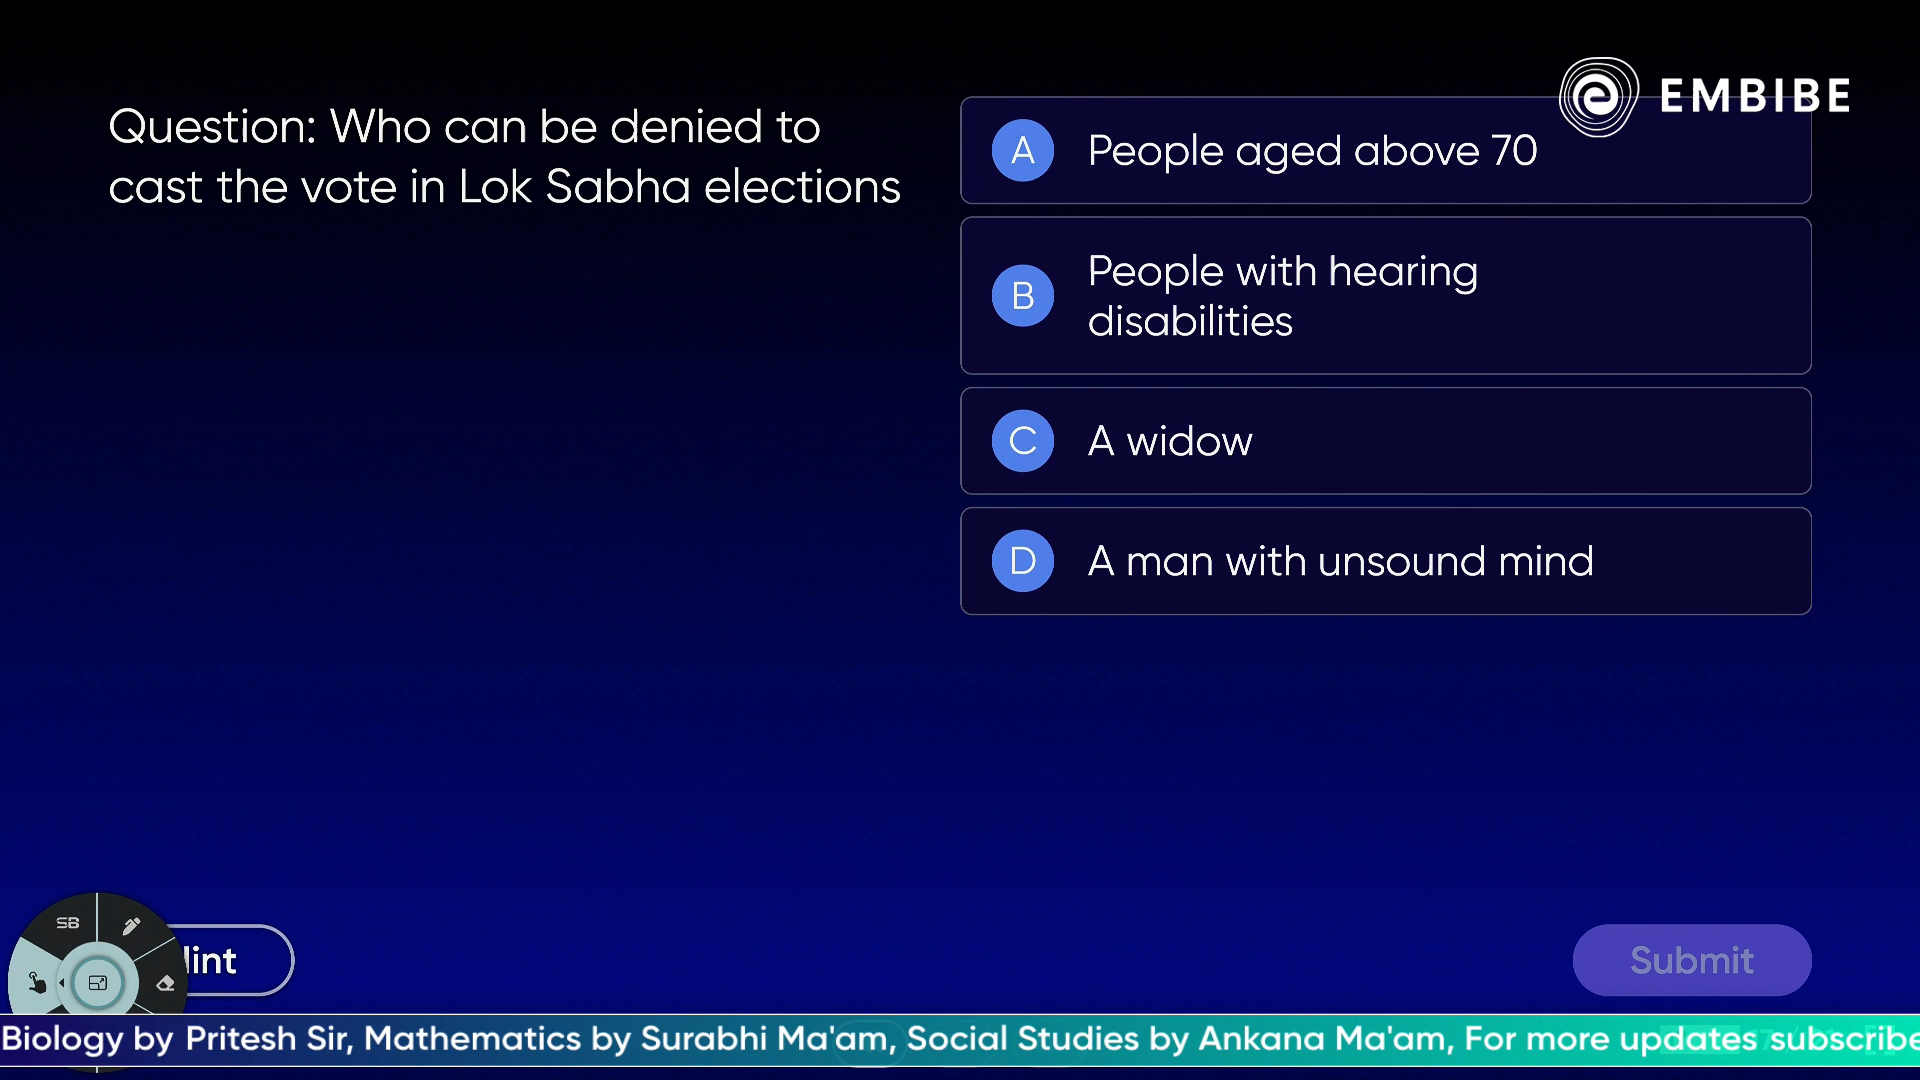 EMBIBE
Question: Who can be denied to
cast the vote in Lok Sabha elections
A People aged above 70
B People with hearing
disabilities
C A widow
D A man with unsound mind
SB
Submit
Biology by Pritesh Sir, Mathematics by Surabhi Ma'am, Social Studies by Ankana Ma'am, For more updates subscribe